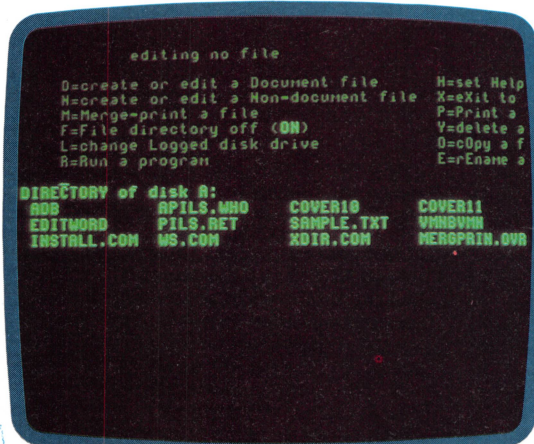 editing no file
D=create or edit a Document file H=set Help
N=create or edit a Non-document file X=eXit to
M=Merge-print a file P=Print a
F=File directory off (ON) Y=delete a
L=change Logged disk drive O=cOpy a f
R=Run a program E=rEname a
DIRECTORY of disk A:
ADB APILS.WHO COVER10 COVER11
EDITWORD PILS.RET SAMPLE.TXT VMNBVMN
INSTALL.COM WS.COM XDIR.COM MERGPRIN.OVR